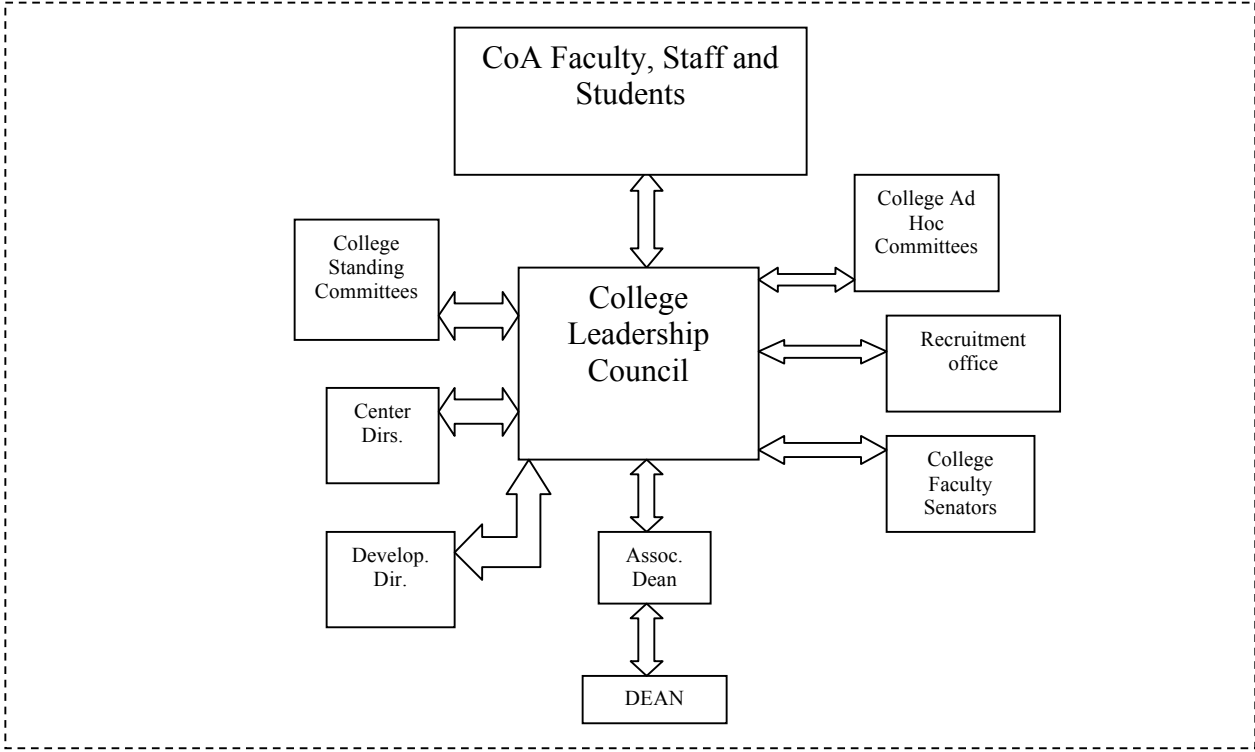 CoA Faculty, Staff and
Students
College Ad
Hoc
Committees
College
Standing
Committees
College
Leadership
Council
Recruitment
office
Center
Dirs.
College
Faculty
Senators
Develop.
Dir.
Assoc.
Dean
DEAN